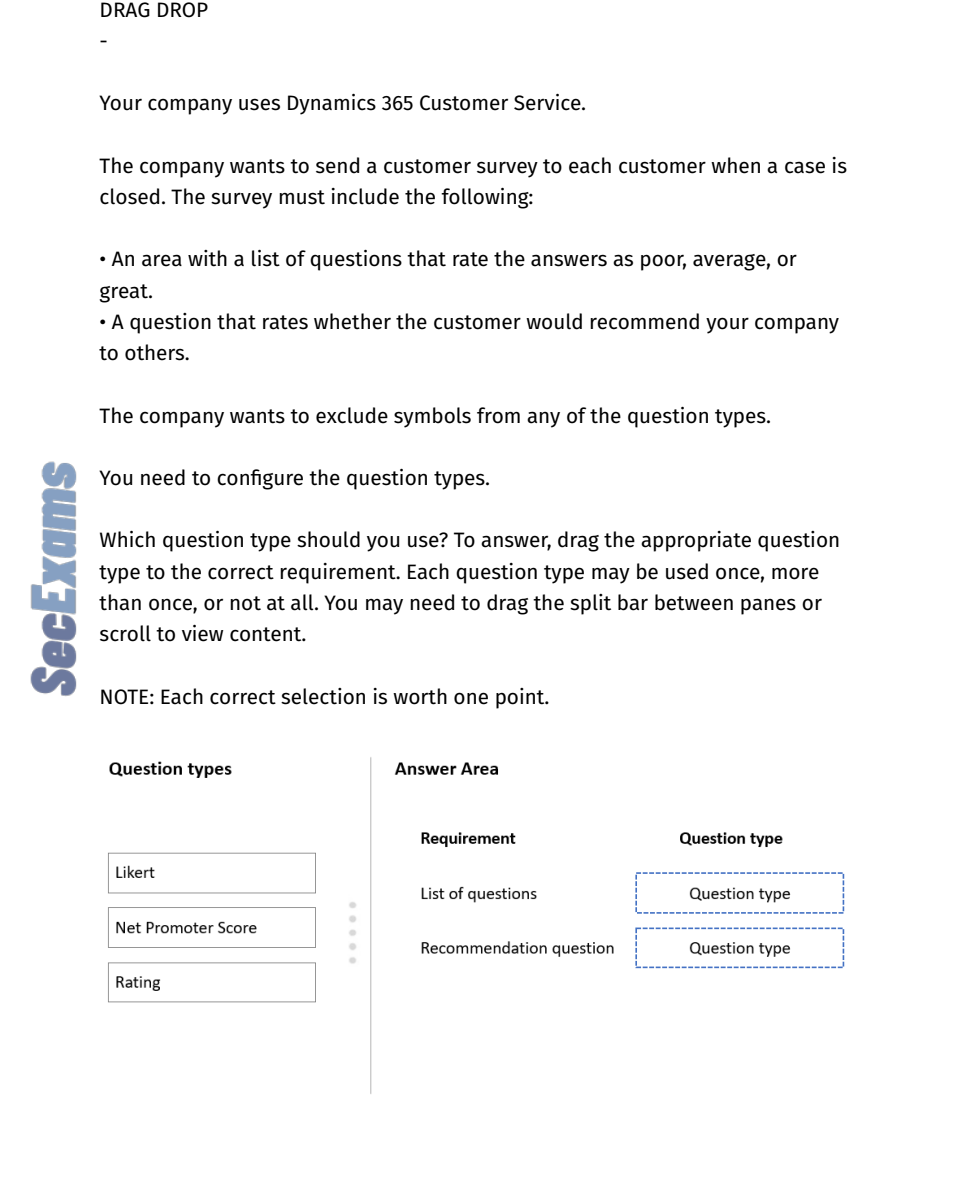 DRAG DROP
-
Your company uses Dynamics 365 Customer Service.
The company wants to send a customer survey to each customer when a case is
closed. The survey must include the following:
• An area with a list of questions that rate the answers as poor, average, or
great.
• A question that rates whether the customer would recommend your company
to others.
The company wants to exclude symbols from any of the question types.
You need to configure the question types.
Which question type should you use? To answer, drag the appropriate question
type to the correct requirement. Each question type may be used once, more
than once, or not at all. You may need to drag the split bar between panes or
scroll to view content.
NOTE: Each correct selection is worth one point.
SecExams
Question types
Likert
Net Promoter Score
Rating
Answer Area
Requirement Question type
List of questions Question type
Recommendation question Question type